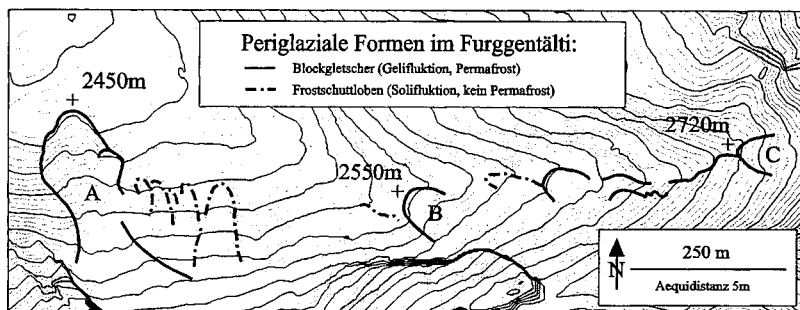 Periglaziale Formen im Furggentälti:
Blockgletscher (Gelifluktion, Permafrost)
Frostschuttloben (Solifluktion, kein Permafrost)
2450m
2720m
2550m
A
B
C
N
250 m
Aequidistanz 5m